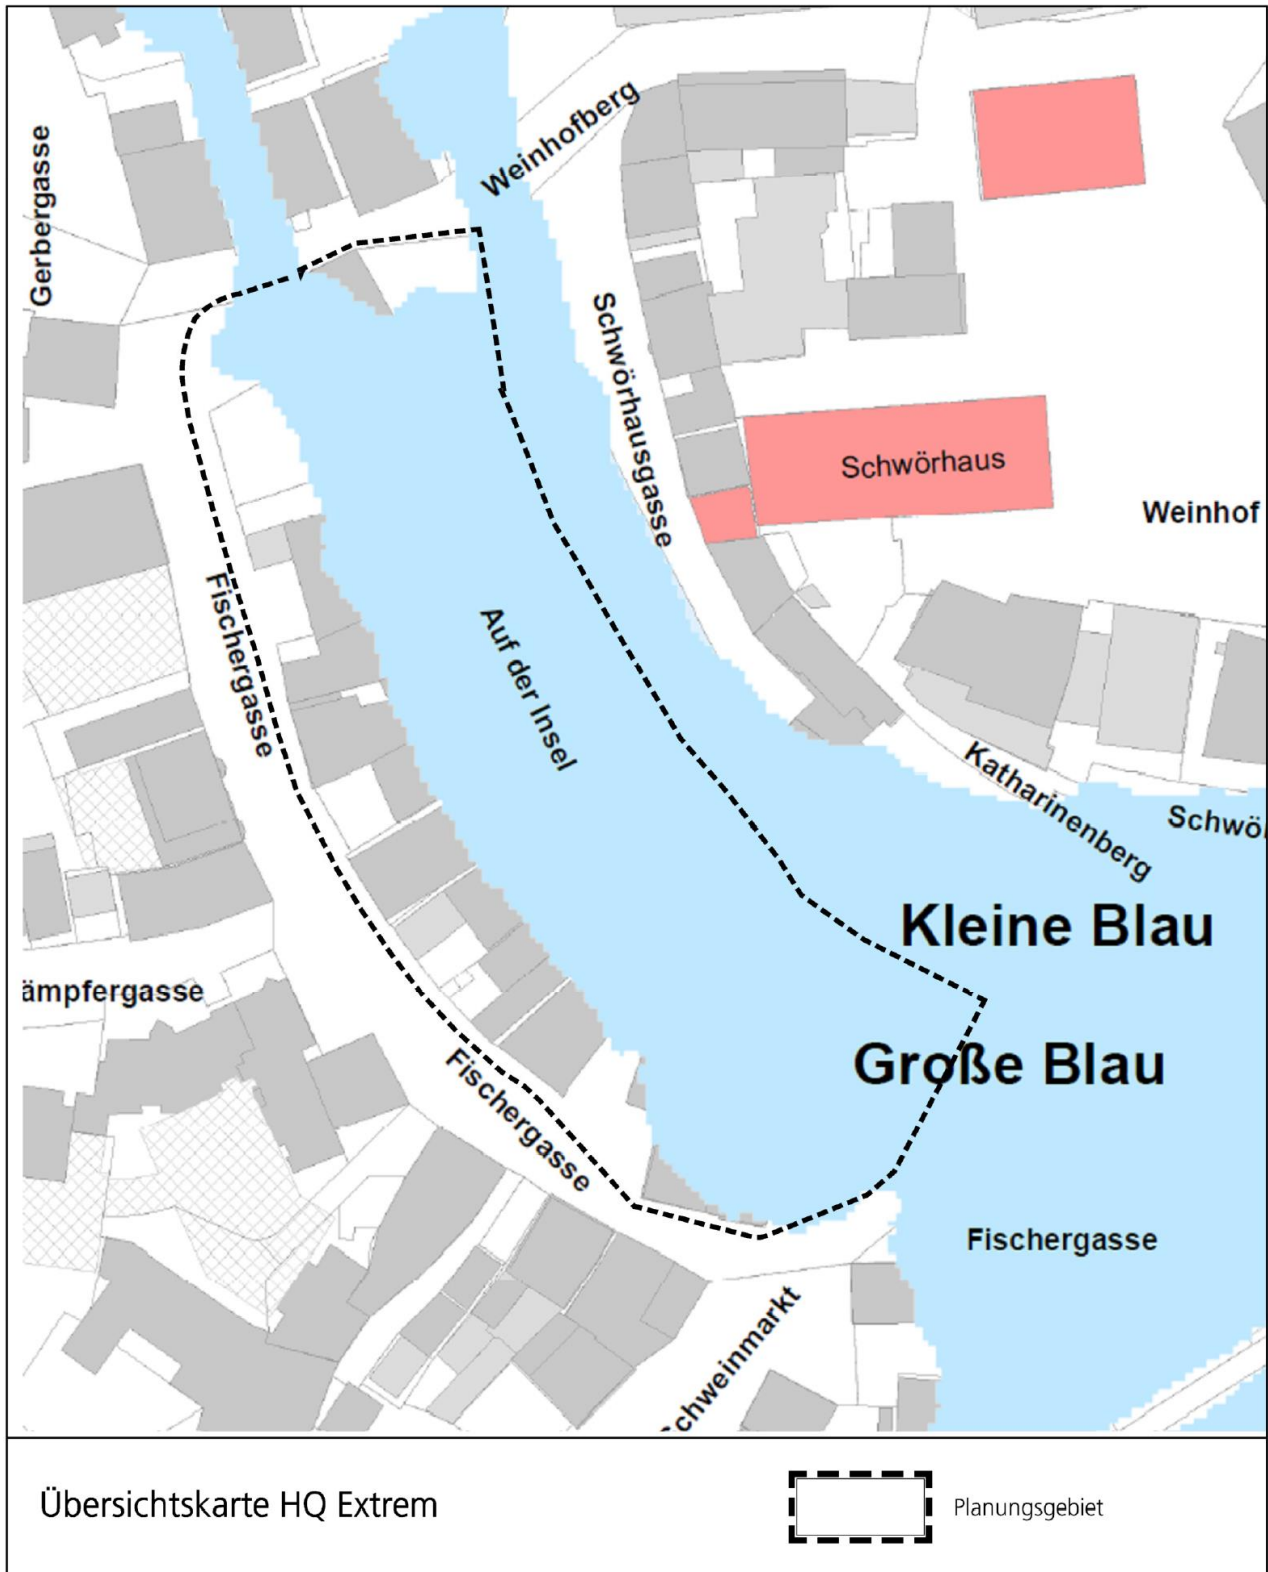 Gerbergasse
Weinhofberg
Schwörhausgasse
Schwörhaus
Weinhof
Fischergasse
Auf der Insel
Katharinenberg
Schwör
Kleine Blau
ämpfergasse
Große Blau
Fischergasse
Fischergasse
Schweinmarkt
Übersichtskarte HQ Extrem
Planungsgebiet